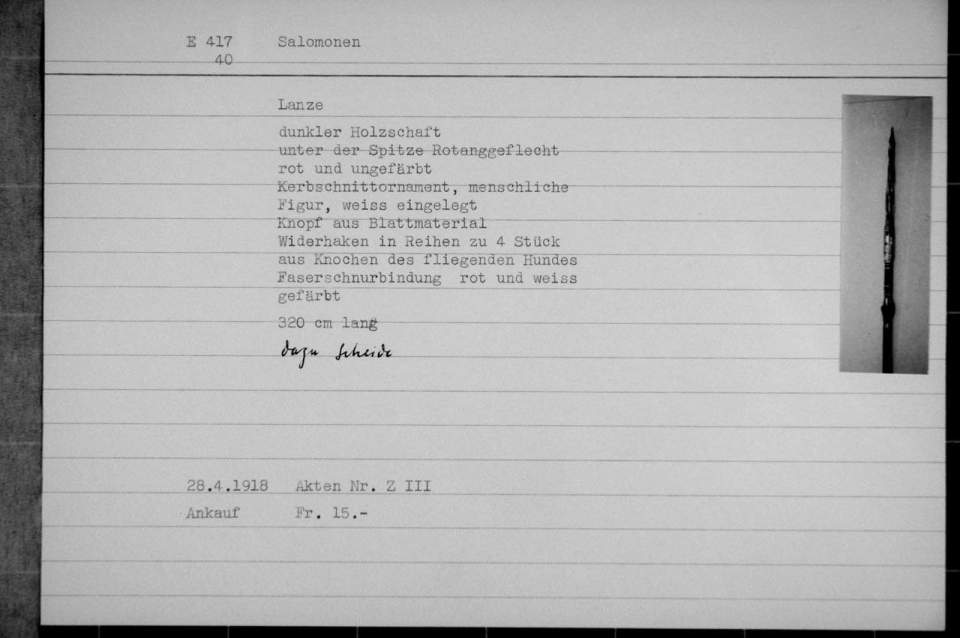 E 417 Salomonen
40
Lanze
dunkler Holzschaft
unter der Spitze Rotanggeflecht
rot und ungefärbt
Kerbschnittornament, menschliche
Figur, weiss eingelegt
Knopf aus Blattmaterial
Widerhaken in Reihen zu 4 Stück
aus Knochen des fliegenden Hundes
Faserschnurbindung rot und weiss
gefärbt
320 cm lang
dazu Scheide
28.4.1918 Akten Nr. Z III
Ankauf Fr. 15.-